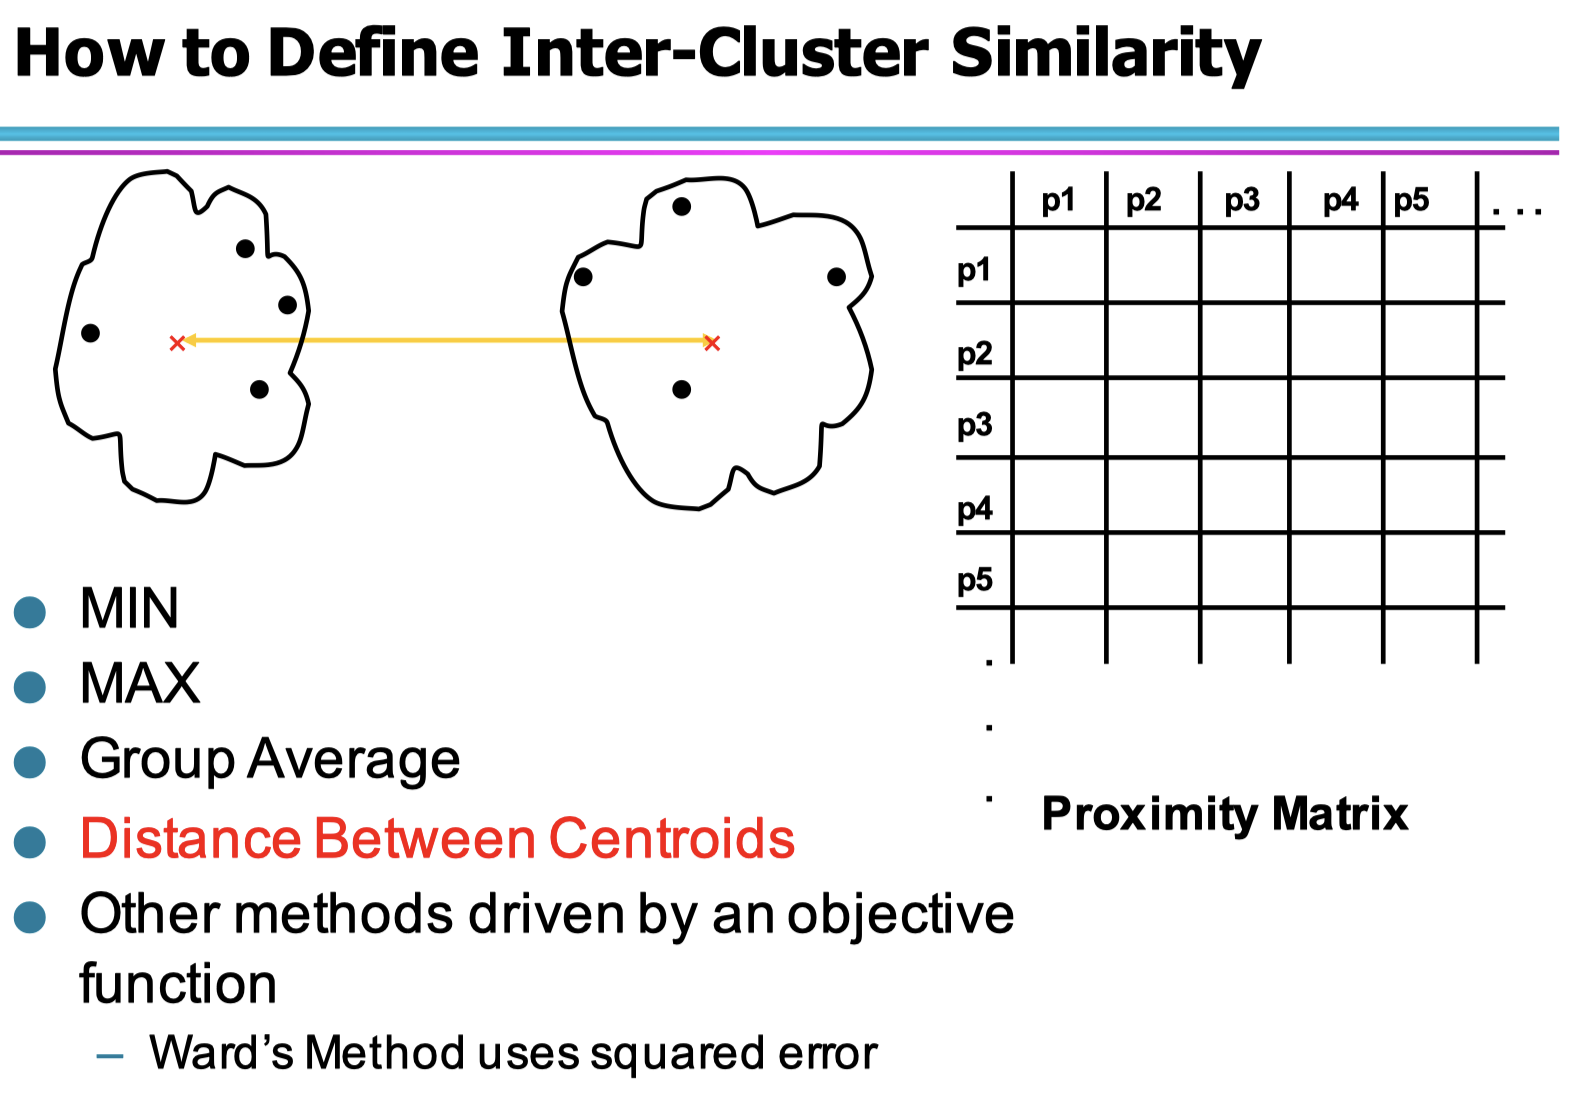 How to Define Inter-Cluster Similarity
p1 p2 p3 p4 p5 . . .
p1
p2
p3
p4
p5
.
.
.
Proximity Matrix
● MIN
● MAX
● Group Average
● Distance Between Centroids
● Other methods driven by an objective
function
– Ward’s Method uses squared error